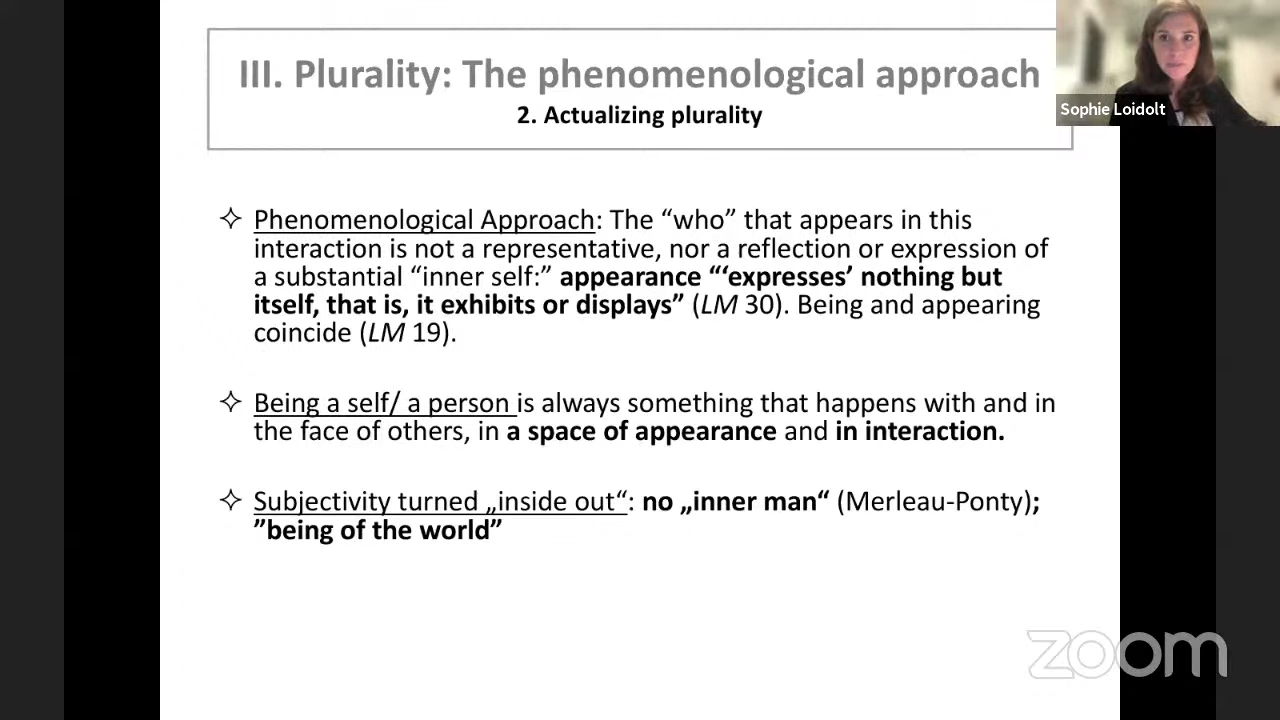 III. Plurality: The phenomenological approach
2. Actualizing plurality
Sophie Loidolt
✧ Phenomenological Approach: The “who” that appears in this
interaction is not a representative, nor a reflection or expression of
a substantial “inner self:” appearance “‘expresses’ nothing but
itself, that is, it exhibits or displays” (LM 30). Being and appearing
coincide (LM 19).
✧ Being a self/ a person is always something that happens with and in
the face of others, in a space of appearance and in interaction.
✧ Subjectivity turned „inside out“: no „inner man“ (Merleau-Ponty);
”being of the world”
zoom